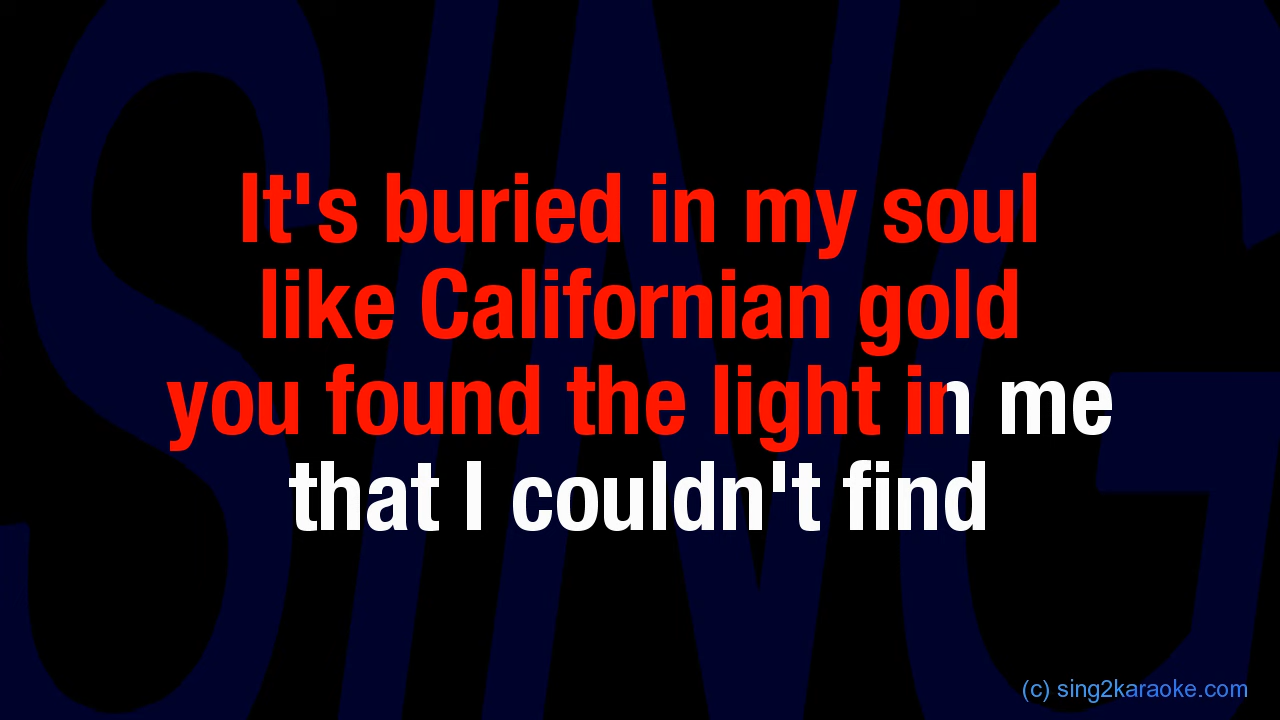 SING
It's buried in my soul
like Californian gold
you found the light in me
that I couldn't find
(c) sing2karaoke.com